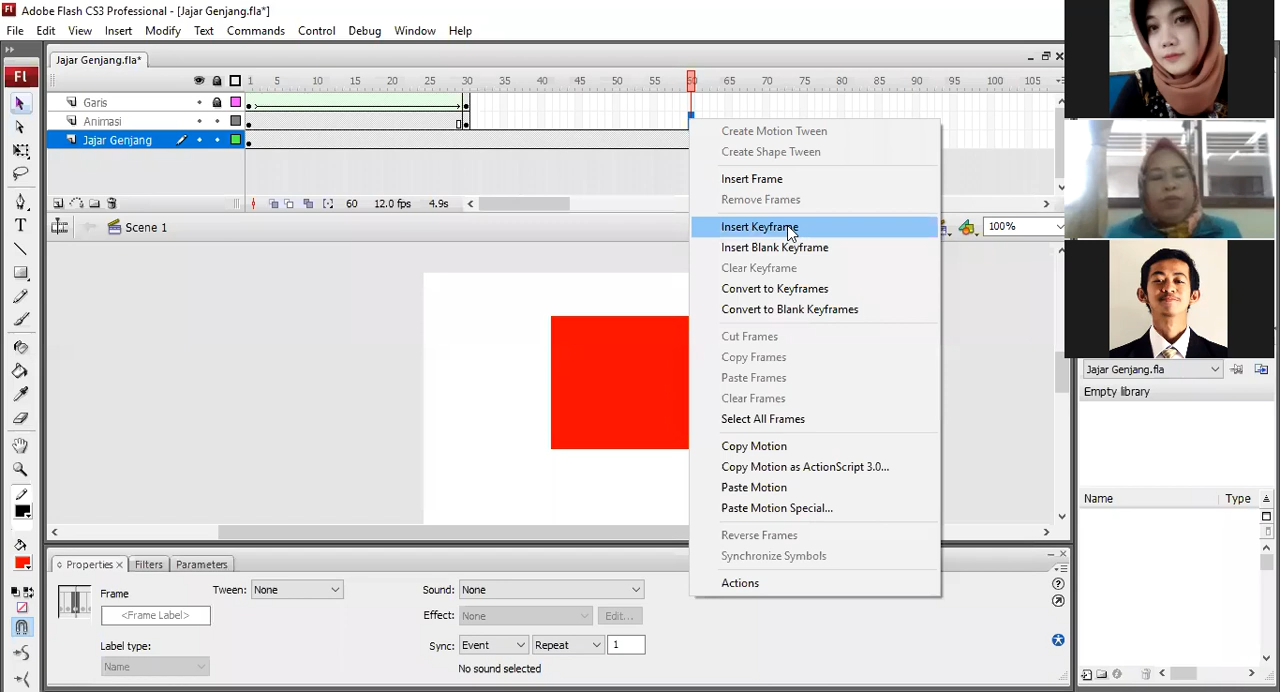 Adobe Flash CS3 Professional - [Jajar Genjang.fla*]
File Edit View Insert Modify Text Commands Control Debug Window Help
Jajar Genjang.fla*
Fl
1 5 10 15 20 25 30 35 40 45 50 55 60 65 70 75 80 85 90 95 100 105
Garis
Animasi
Jajar Genjang
60 12.0 fps 4.9s
Scene 1
100%
Create Motion Tween
Create Shape Tween
Insert Frame
Remove Frames
Insert Keyframe
Insert Blank Keyframe
Clear Keyframe
Convert to Keyframes
Convert to Blank Keyframes
Cut Frames
Copy Frames
Paste Frames
Clear Frames
Select All Frames
Copy Motion
Copy Motion as ActionScript 3.0...
Paste Motion
Paste Motion Special...
Reverse Frames
Synchronize Symbols
Actions
Jajar Genjang.fla
Empty library
Name Type
Properties Filters Parameters
Frame
<Frame Label>
Label type:
Name
Tween: None
Sound: None
Effect: None Edit...
Sync: Event Repeat 1
No sound selected